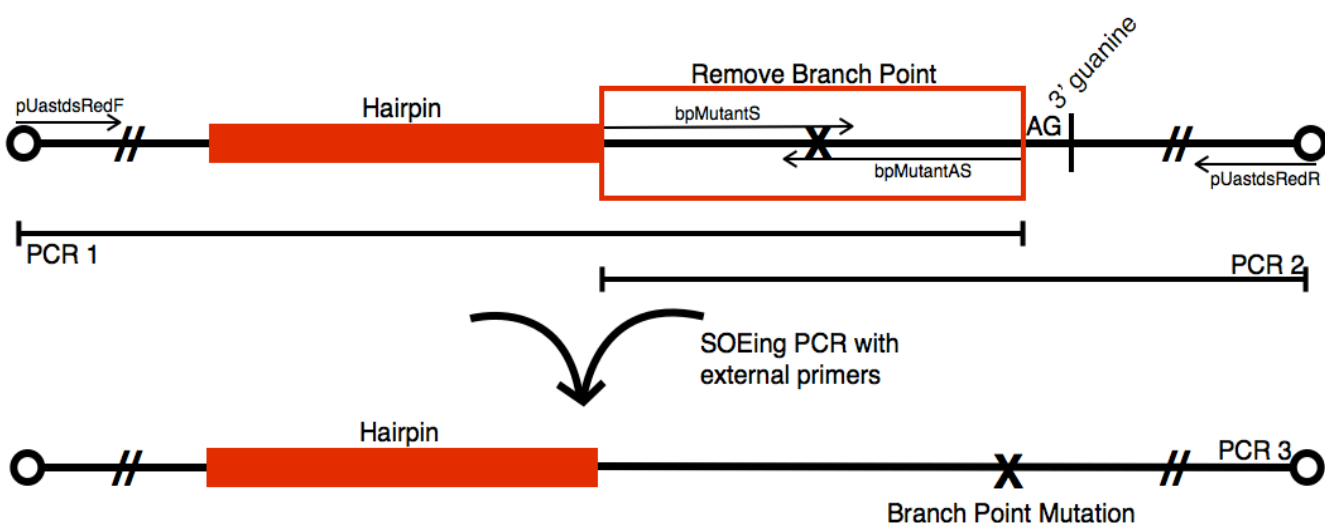 Remove Branch Point
3' guanine
pUastdsRedF
Hairpin
bpMutantS
X
AG
bpMutantAS
pUastdsRedR
PCR 1
PCR 2
SOEing PCR with
external primers
Hairpin
PCR 3
X
Branch Point Mutation